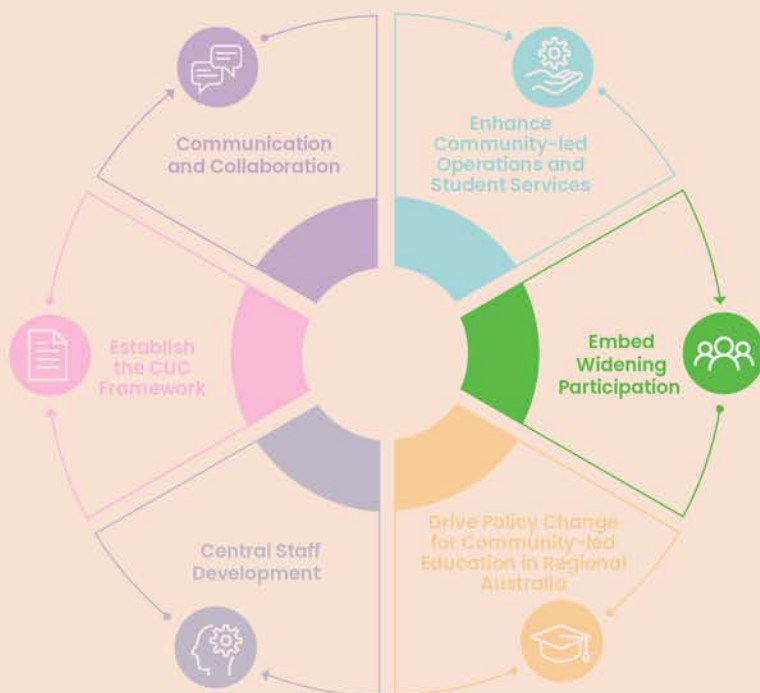 Communication
and Collaboration
Enhance
Community-led
Operations and
Student Services
Embed
Widening
Participation
Drive Policy Change
for Community-led
Education in Regional
Australia
Central Staff
Development
Establish
the CUC
Framework